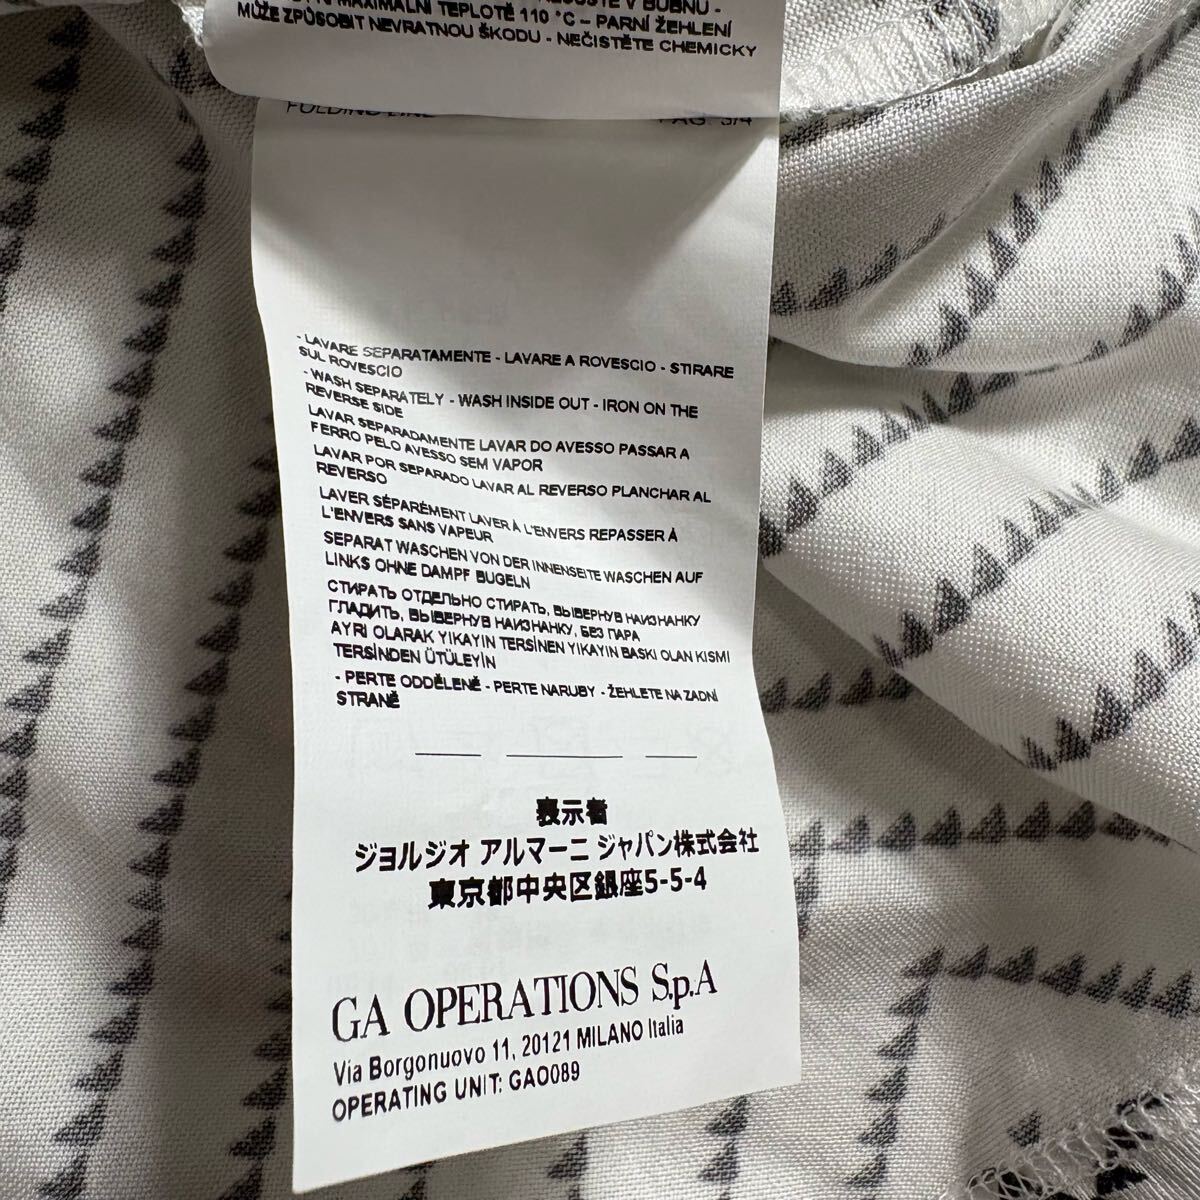 MAXIMÁLNÍ TEPLOTĚ 110 °C – PARNÍ ŽEHLENÍ
MŮŽE ZPŮSOBIT NEVRATNOU ŠKODU - NEČISTĚTE CHEMICKY
FOLDING LINE PAG 3/4
- LAVARE SEPARATAMENTE - LAVARE A ROVESCIO - STIRARE
SUL ROVESCIO
- WASH SEPARATELY - WASH INSIDE OUT - IRON ON THE
REVERSE SIDE
LAVAR SEPARADAMENTE LAVAR DO AVESSO PASSAR A
FERRO PELO AVESSO SEM VAPOR
LAVAR POR SEPARADO LAVAR AL REVERSO PLANCHAR AL
REVERSO
LAVER SÉPARÉMENT LAVER À L'ENVERS REPASSER À
L'ENVERS SANS VAPEUR
SEPARAT WASCHEN VON DER INNENSEITE WASCHEN AUF
LINKS OHNE DAMPF BUGELN
СТИРАТЬ ОТДЕЛЬНО СТИРАТЬ, ВЫВЕРНУВ НАИЗНАНКУ
ГЛАДИТЬ, ВЫВЕРНУВ НАИЗНАНКУ, БЕЗ ПАРА
AYRI OLARAK YIKAYIN TERSİNEN YIKAYIN BASKI OLAN KISMI
TERSİNDEN ÜTÜLEYİN
- PERTE ODDĚLENĚ - PERTE NARUBY - ŽEHLETE NA ZADNÍ
STRANĚ
表示者
ジョルジオ アルマーニ ジャパン株式会社
東京都中央区銀座5-5-4
GA OPERATIONS S.p.A
Via Borgonuovo 11, 20121 MILANO Italia
OPERATING UNIT: GAO089